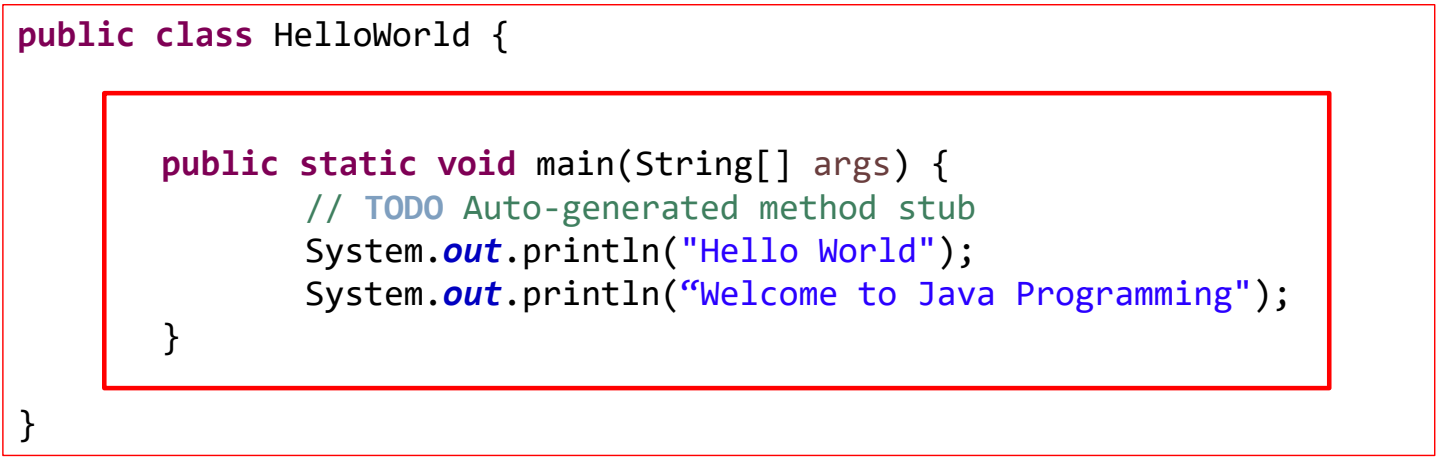 public class HelloWorld {
public static void main(String[] args) {
// TODO Auto-generated method stub
System.out.println("Hello World");
System.out.println(“Welcome to Java Programming");
}
}